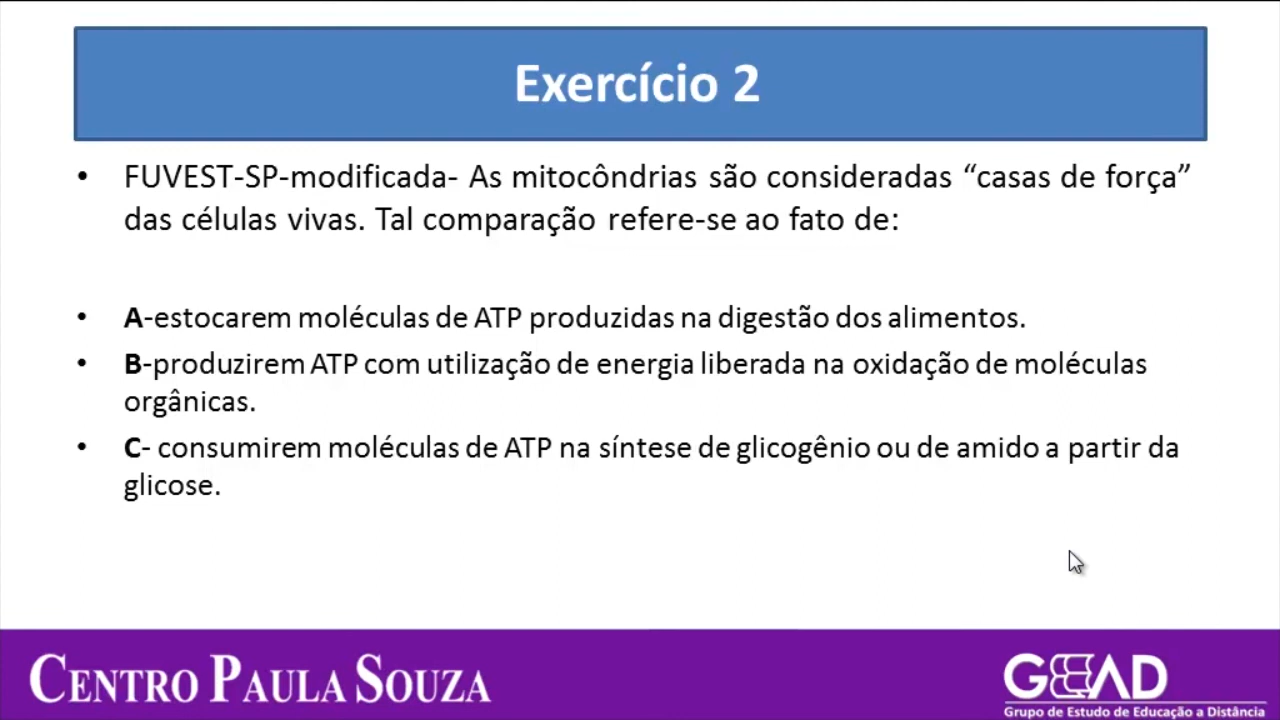 Exercício 2
• FUVEST-SP-modificada- As mitocôndrias são consideradas “casas de força”
das células vivas. Tal comparação refere-se ao fato de:
• A-estocarem moléculas de ATP produzidas na digestão dos alimentos.
• B-produzirem ATP com utilização de energia liberada na oxidação de moléculas
orgânicas.
• C- consumirem moléculas de ATP na síntese de glicogênio ou de amido a partir da
glicose.
CENTRO PAULA SOUZA
GEEAD
Grupo de Estudo de Educação a Distância